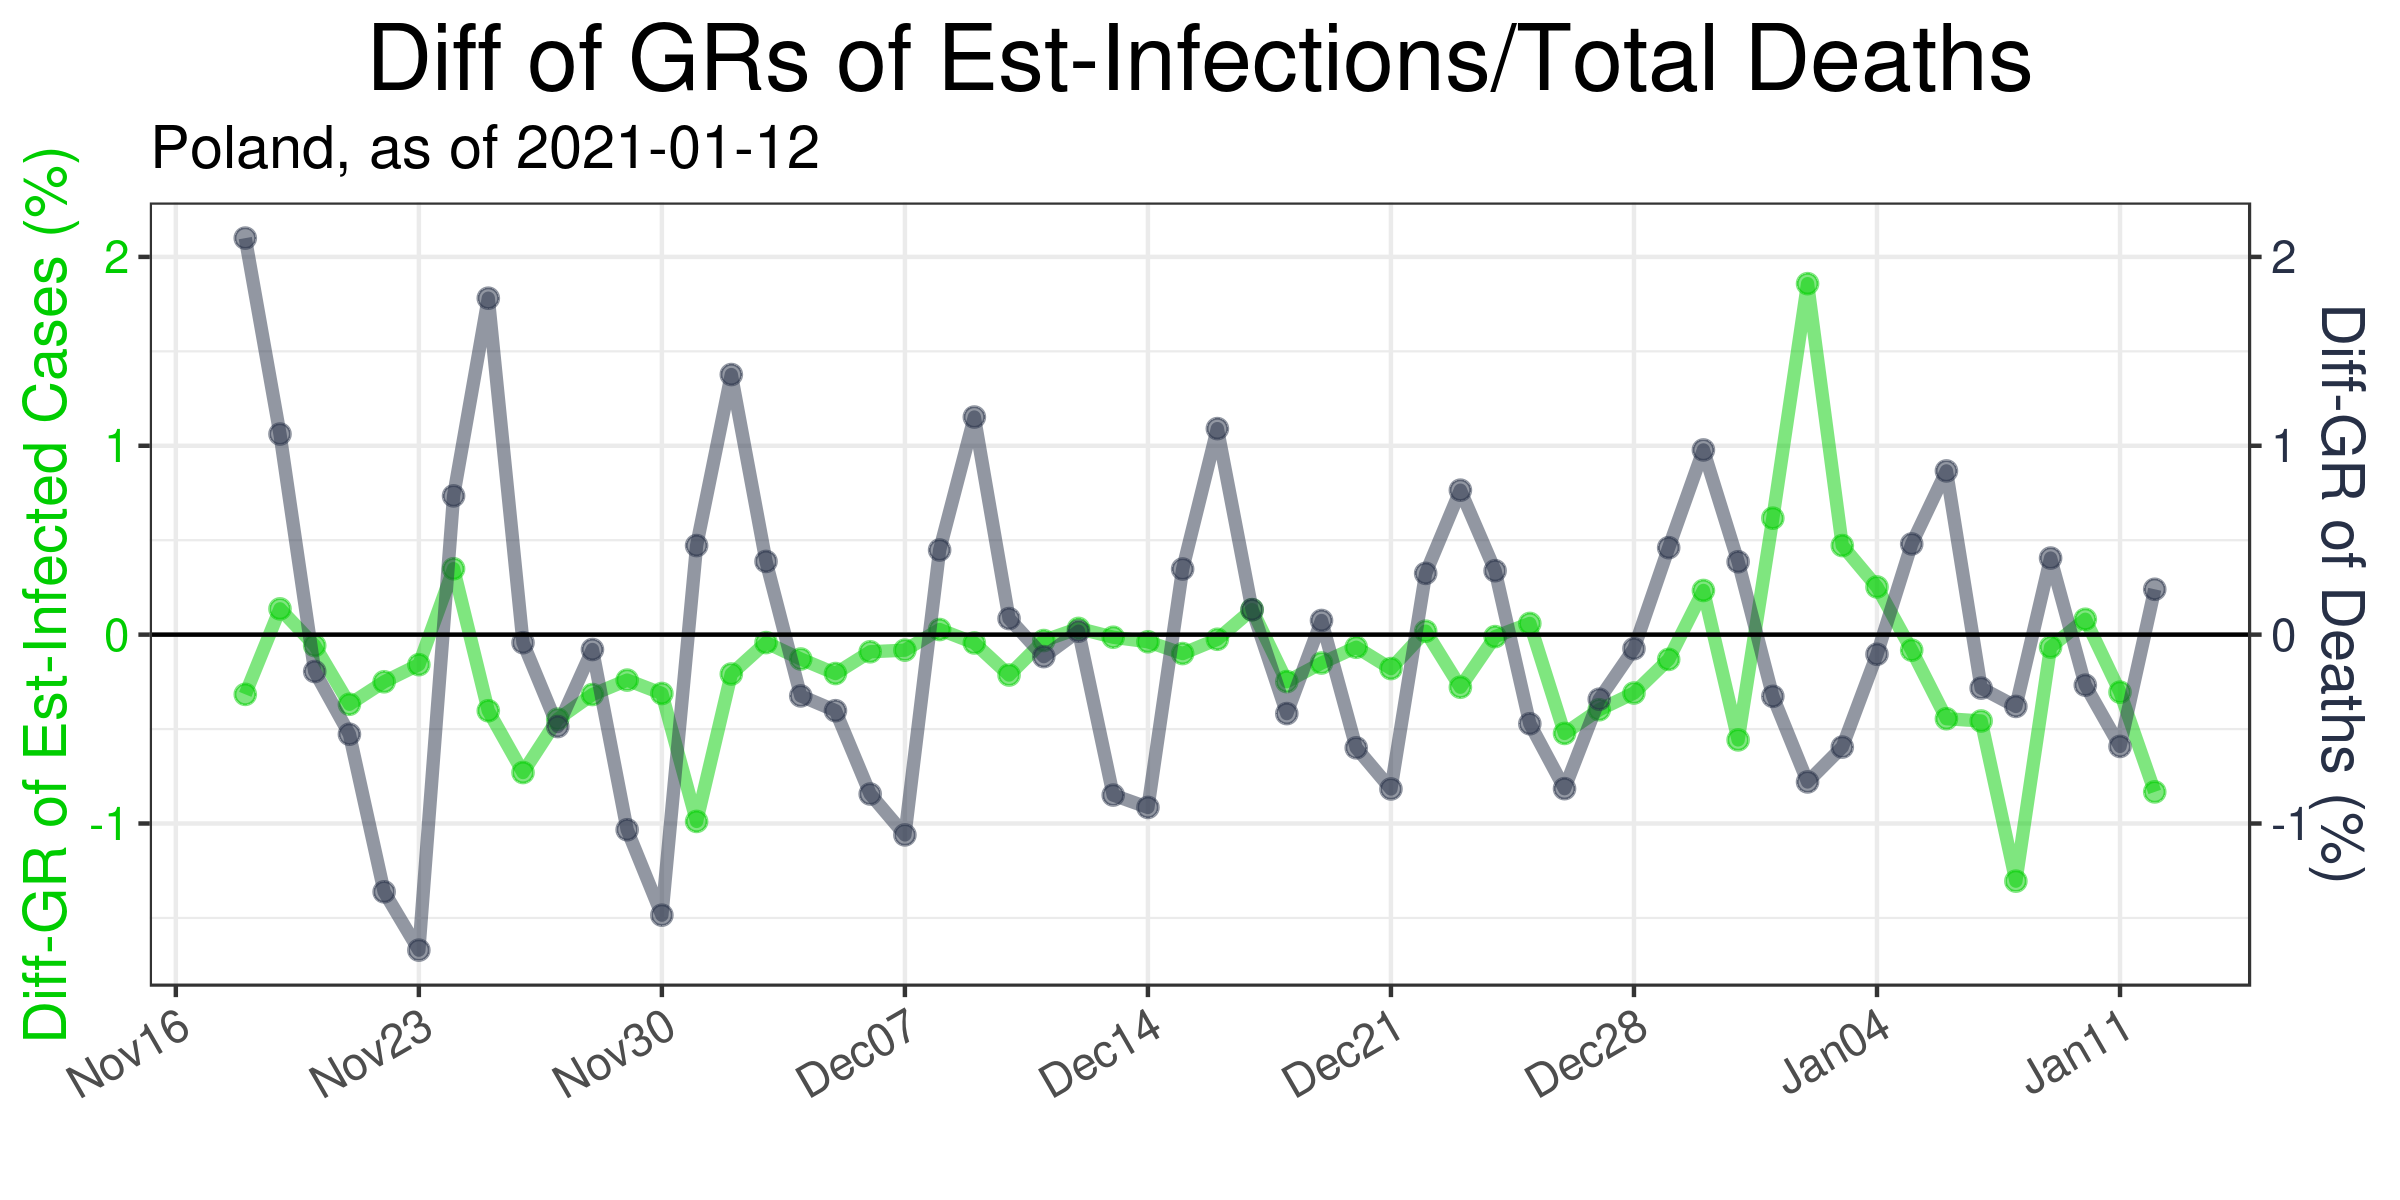 Diff of GRs of Est-Infections/Total Deaths
Poland, as of 2021-01-12
Diff-GR of Est-Infected Cases (%)
2
1
0
-1
2
1
0
-1
Diff-GR of Deaths (%)
Nov16
Nov23
Nov30
Dec07
Dec14
Dec21
Dec28
Jan04
Jan11